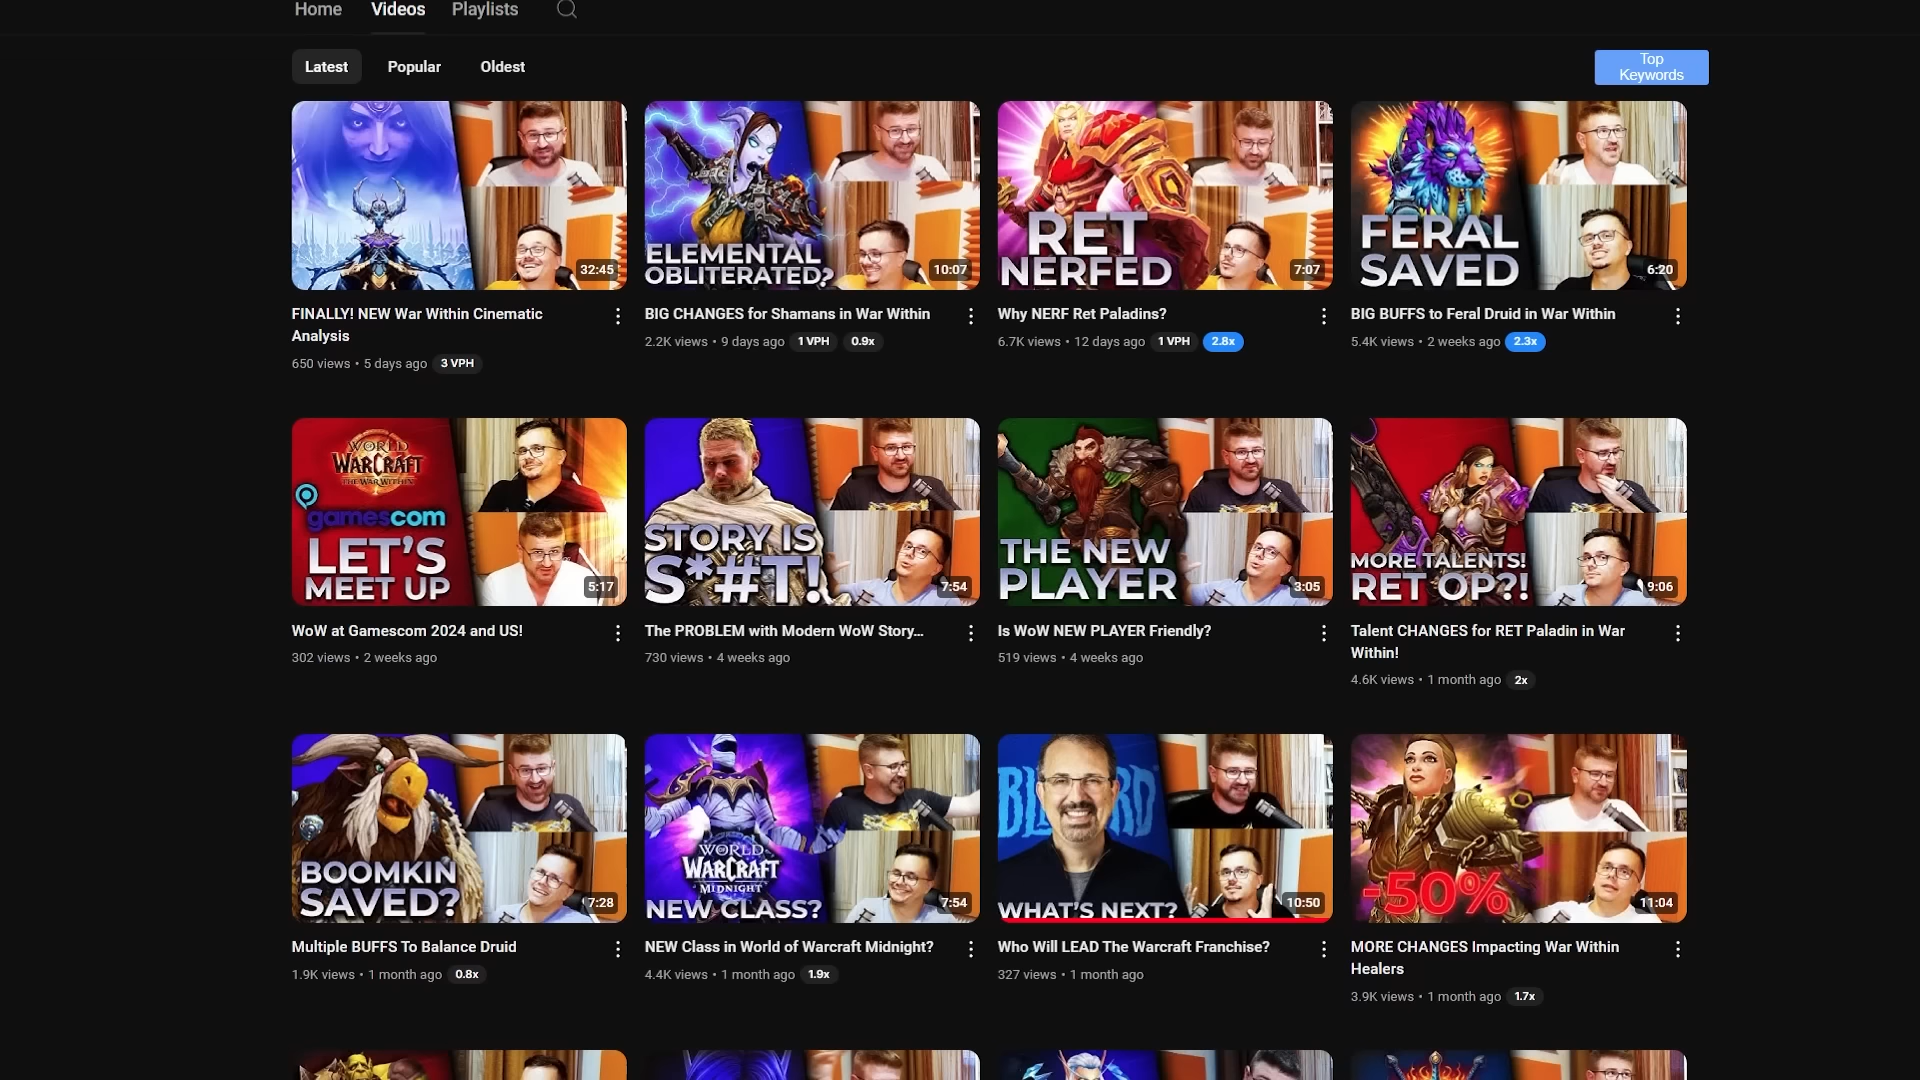 Home
Videos
Playlists
Latest
Popular
Oldest
Top
Keywords
32:45
ELEMENTAL
OBLITERATED?
10:07
RET
NERFED
7:07
FERAL
SAVED
6:20
FINALLY! NEW War Within Cinematic
Analysis
650 views • 5 days ago 3 VPH
BIG CHANGES for Shamans in War Within
2.2K views • 9 days ago 1 VPH 0.9x
Why NERF Ret Paladins?
6.7K views • 12 days ago 1 VPH 2.8x
BIG BUFFS to Feral Druid in War Within
5.4K views • 2 weeks ago 2.3x
WORLD
WARCRAFT
THE WAR WITHIN
gamescom
LET'S
MEET UP
5:17
STORY IS
S*#T!
7:54
THE NEW
PLAYER
3:05
MORE TALENTS!
RET OP?!
9:06
WoW at Gamescom 2024 and US!
302 views • 2 weeks ago
The PROBLEM with Modern WoW Story...
730 views • 4 weeks ago
Is WoW NEW PLAYER Friendly?
519 views • 4 weeks ago
Talent CHANGES for RET Paladin in War
Within!
4.6K views • 1 month ago 2x
BOOMKIN
SAVED?
7:28
WORLD
WARCRAFT
MIDNIGHT
NEW CLASS?
7:54
WHAT'S NEXT?
10:50
-50%
11:04
Multiple BUFFS To Balance Druid
1.9K views • 1 month ago 0.8x
NEW Class in World of Warcraft Midnight?
4.4K views • 1 month ago 1.9x
Who Will LEAD The Warcraft Franchise?
327 views • 1 month ago
MORE CHANGES Impacting War Within
Healers
3.9K views • 1 month ago 1.7x